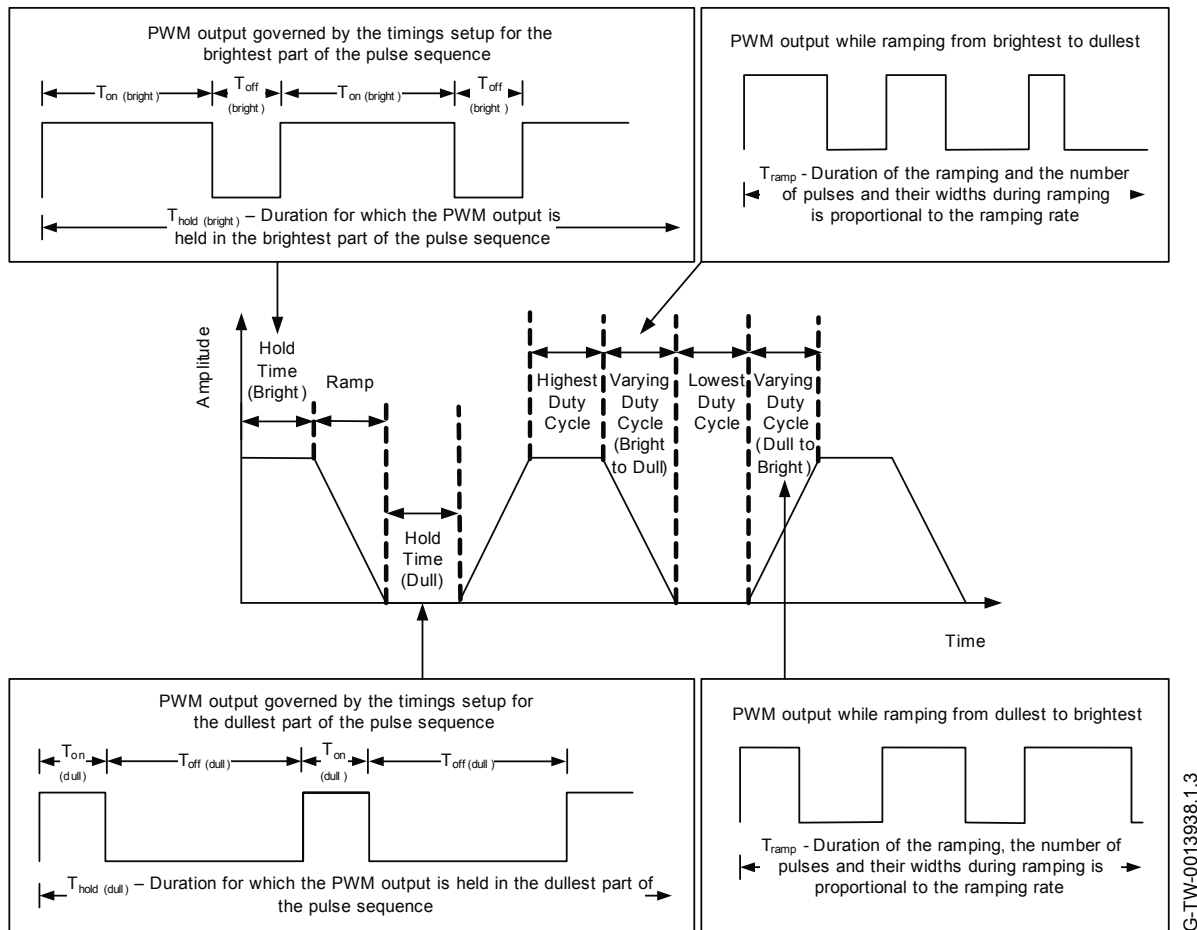 PWM output governed by the timings setup for the
brightest part of the pulse sequence
Ton (bright )
Toff
(bright )
Ton (bright )
Toff
(bright )
Thold (bright ) – Duration for which the PWM output is
held in the brightest part of the pulse sequence
PWM output while ramping from brightest to dullest
Tramp - Duration of the ramping and the number
of pulses and their widths during ramping
is proportional to the ramping rate
Amplitude
Hold
Time
(Bright)
Ramp
Hold
Time
(Dull)
Highest
Duty
Cycle
Varying
Duty
Cycle
(Bright
to Dull)
Lowest
Duty
Cycle
Varying
Duty
Cycle
(Dull to
Bright)
Time
PWM output governed by the timings setup for
the dullest part of the pulse sequence
Ton
(dull)
Toff (dull)
Ton
(dull )
Toff (dull)
Thold (dull) – Duration for which the PWM output is held in the dullest part of
the pulse sequence
PWM output while ramping from dullest to brightest
Tramp - Duration of the ramping, the number of
pulses and their widths during ramping is
proportional to the ramping rate
G-TW-0013938.1.3